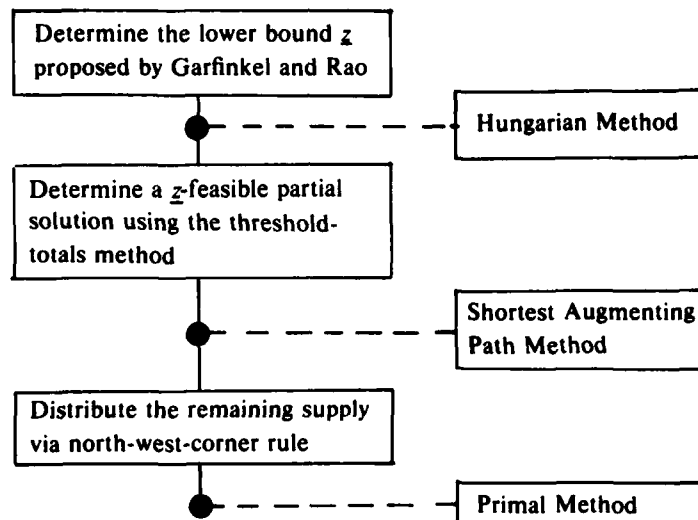 Determine the lower bound z
proposed by Garfinkel and Rao
Hungarian Method
Determine a z-feasible partial
solution using the threshold-
totals method
Shortest Augmenting
Path Method
Distribute the remaining supply
via north-west-corner rule
Primal Method